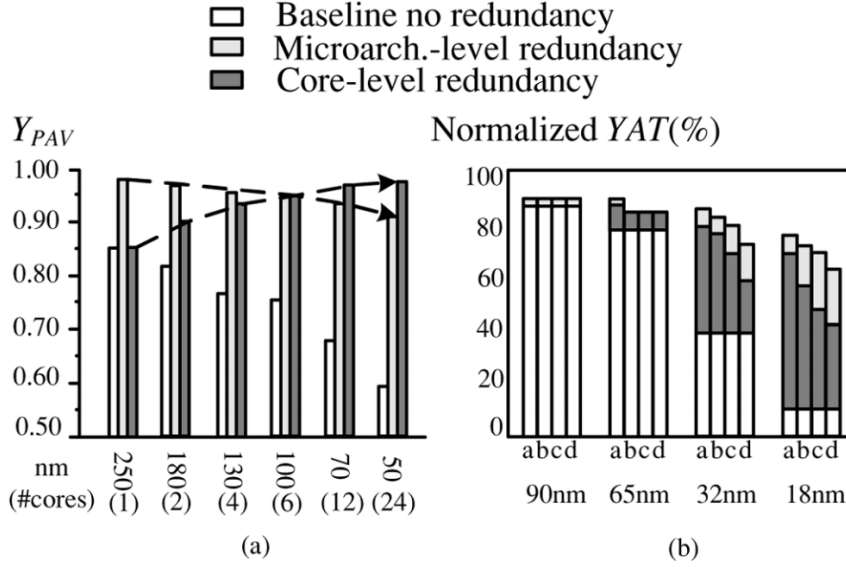 Baseline no redundancy
Microarch.-level redundancy
Core-level redundancy
Y_PAV
1.00
0.90
0.80
0.70
0.60
0.50
nm 250 180 130 100 70 50
(#cores) (1) (2) (4) (6) (12) (24)
(a)
Normalized YAT(%)
100
80
60
40
20
0
abcd abcd abcd abcd
90nm 65nm 32nm 18nm
(b)